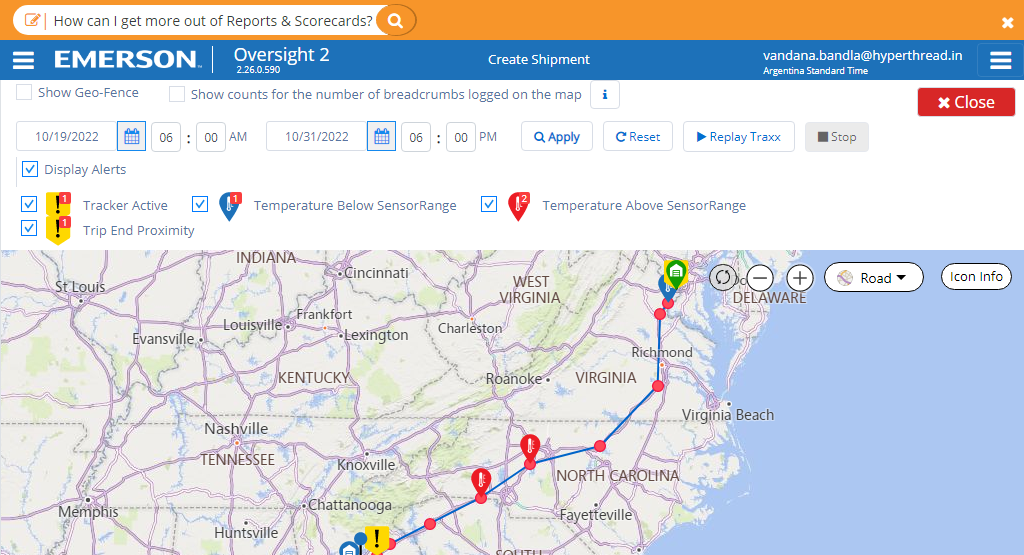 How can I get more out of Reports & Scorecards?
EMERSON
Oversight 2
2.26.0.590
Create Shipment
vandana.bandla@hyperthread.in
Argentina Standard Time
Show Geo-Fence
Show counts for the number of breadcrumbs logged on the map
i
Close
10/19/2022
06 : 00 AM
10/31/2022
06 : 00 PM
Apply
Reset
Replay Traxx
Stop
Display Alerts
1
Tracker Active
1
Temperature Below SensorRange
2
Temperature Above SensorRange
1
Trip End Proximity
INDIANA
Cincinnati
WEST
VIRGINIA
St Louis
Road
Icon Info
DELAWARE
Frankfort
Louisville
Lexington
Charleston
Evansville
Richmond
KENTUCKY
Roanoke
VIRGINIA
Virginia Beach
Nashville
TENNESSEE
Knoxville
NORTH CAROLINA
Chattanooga
Memphis
Fayetteville
Huntsville
SOUTH